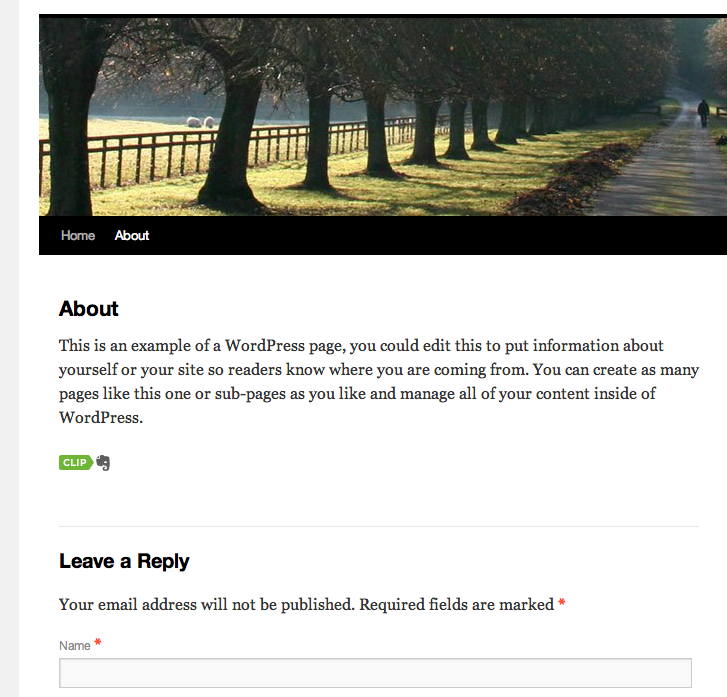 Home About
About
This is an example of a WordPress page, you could edit this to put information about
yourself or your site so readers know where you are coming from. You can create as many
pages like this one or sub-pages as you like and manage all of your content inside of
WordPress.
CLIP
Leave a Reply
Your email address will not be published. Required fields are marked *
Name *